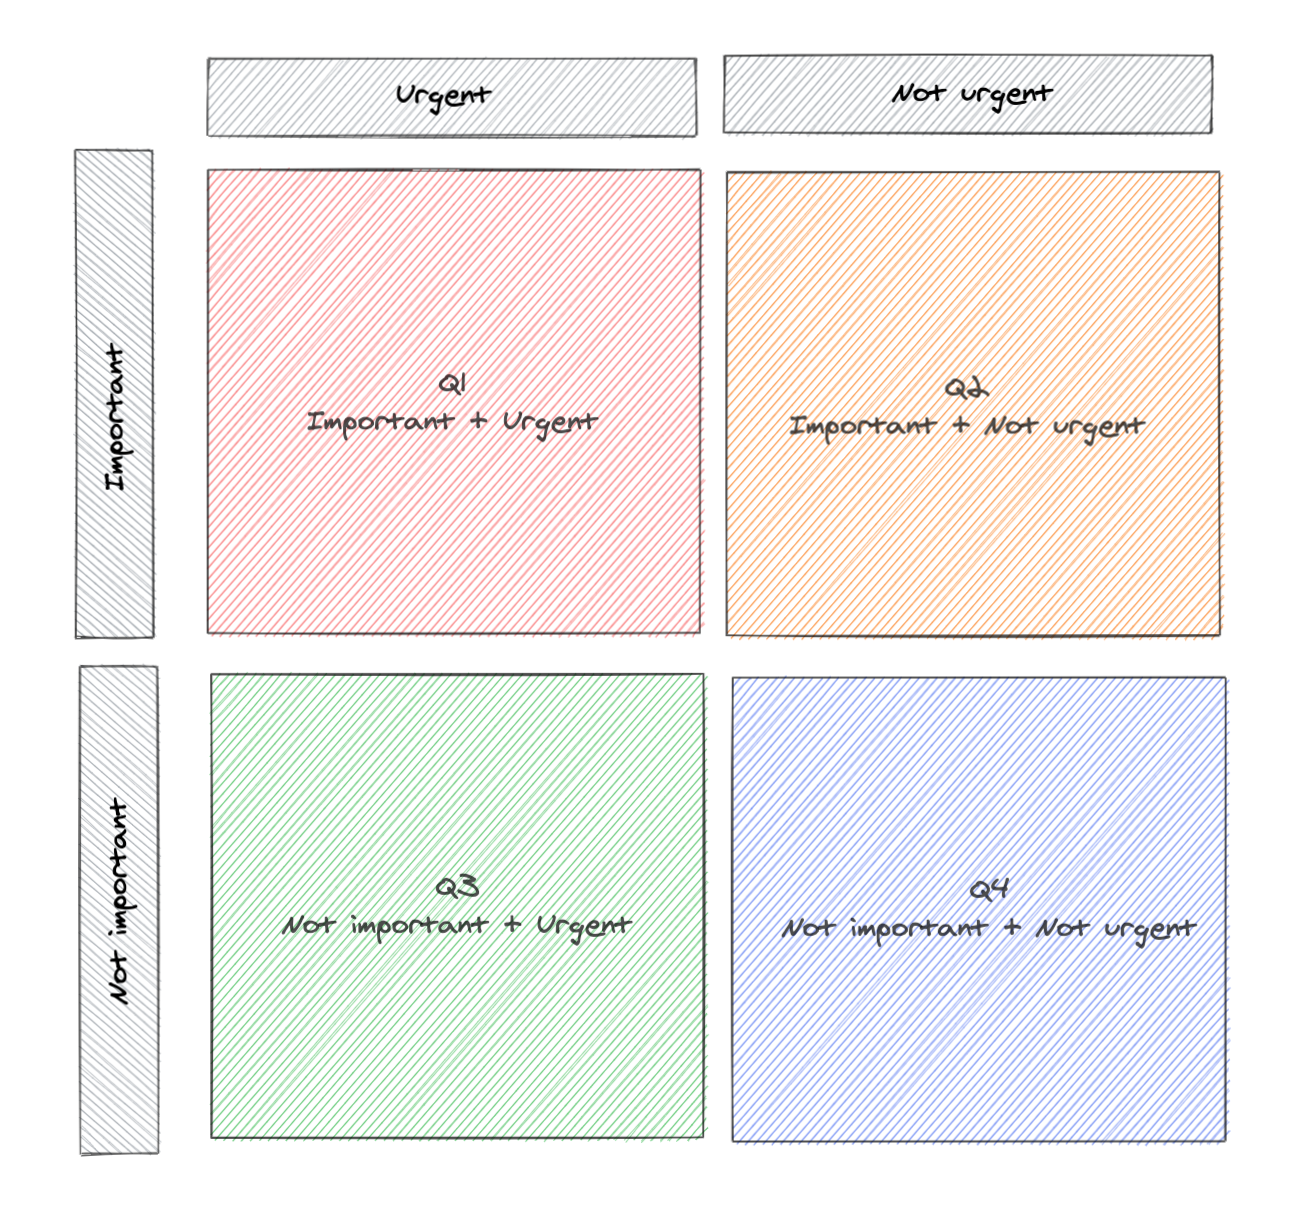 Urgent
Not urgent
Important
Q1
Important + Urgent
Q2
Important + Not urgent
Not important
Q3
Not important + Urgent
Q4
Not important + Not urgent